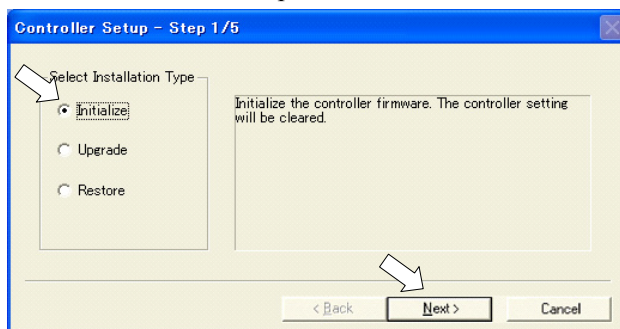 Controller Setup - Step 1/5
Select Installation Type
Initialize
Initialize the controller firmware. The controller setting
will be cleared.
Upgrade
Restore
< Back
Next >
Cancel